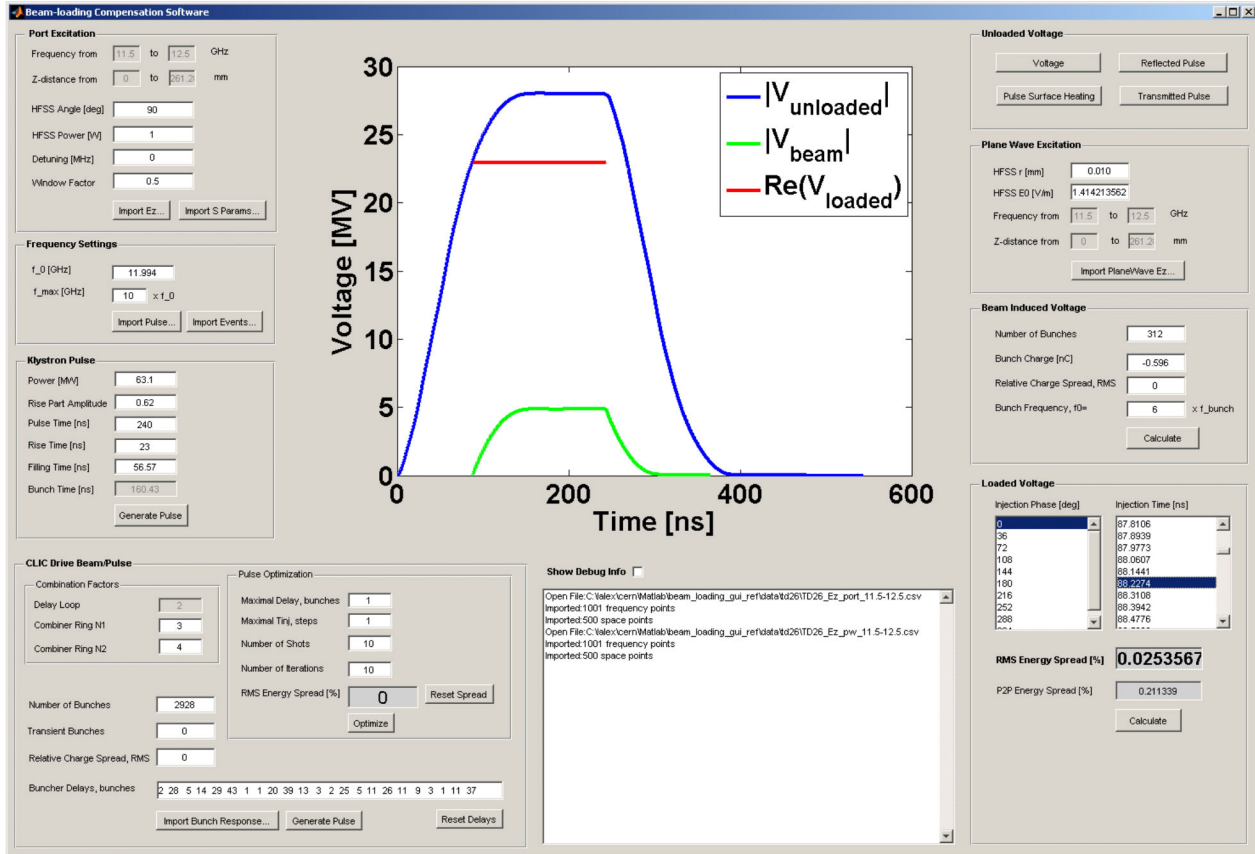 Beam-loading Compensation Software
Port Excitation
Frequency from 11.5 to 12.5 GHz
Z-distance from 0 to 261.2 mm
HFSS Angle [deg] 90
HFSS Power [W] 1
Detuning [MHz] 0
Window Factor 0.5
Import Ez... Import S Params...
Frequency Settings
f_0 [GHz] 11.994
f_max [GHz] 10 x f_0
Import Pulse... Import Events...
Klystron Pulse
Power [MW] 63.1
Rise Part Amplitude 0.62
Pulse Time [ns] 240
Rise Time [ns] 23
Filling Time [ns] 56.57
Bunch Time [ns] 160.43
Generate Pulse
Voltage [MV]
30
25
20
15
10
5
0
0 200 400 600
Time [ns]
|Vunloaded|
|Vbeam|
Re(Vloaded)
Unloaded Voltage
Voltage Reflected Pulse
Pulse Surface Heating Transmitted Pulse
Plane Wave Excitation
HFSS r [mm] 0.010
HFSS E0 [V/m] 1.414213562
Frequency from 11.5 to 12.5 GHz
Z-distance from 0 to 261.2 mm
Import PlaneWave Ez...
Beam Induced Voltage
Number of Bunches 312
Bunch Charge [nC] -0.596
Relative Charge Spread, RMS 0
Bunch Frequency, f0= 6 x f_bunch
Calculate
Loaded Voltage
Injection Phase [deg] Injection Time [ns]
0 87.8106
36 87.8939
72 87.9773
108 88.0607
144 88.1441
180 88.2274
216 88.3108
252 88.3942
288 88.4776
RMS Energy Spread [%] 0.0253567
P2P Energy Spread [%] 0.211339
Calculate
CLIC Drive Beam/Pulse
Combination Factors
Delay Loop 2
Combiner Ring N1 3
Combiner Ring N2 4
Number of Bunches 2928
Transient Bunches 0
Relative Charge Spread, RMS 0
Buncher Delays, bunches 2 28 5 14 29 43 1 1 20 39 13 3 2 25 5 11 26 11 9 3 1 11 37
Import Bunch Response... Generate Pulse Reset Delays
Pulse Optimization
Maximal Delay, bunches 1
Maximal Tinj, steps 1
Number of Shots 10
Number of Iterations 10
RMS Energy Spread [%] 0 Reset Spread
Optimize
Show Debug Info
Open File:C:\alex\cern\Matlab\beam_loading_gui_ref\data\td26\TD26_Ez_port_11.5-12.5.csv
Imported:1001 frequency points
Imported:500 space points
Open File:C:\alex\cern\Matlab\beam_loading_gui_ref\data\td26\TD26_Ez_pw_11.5-12.5.csv
Imported:1001 frequency points
Imported:500 space points